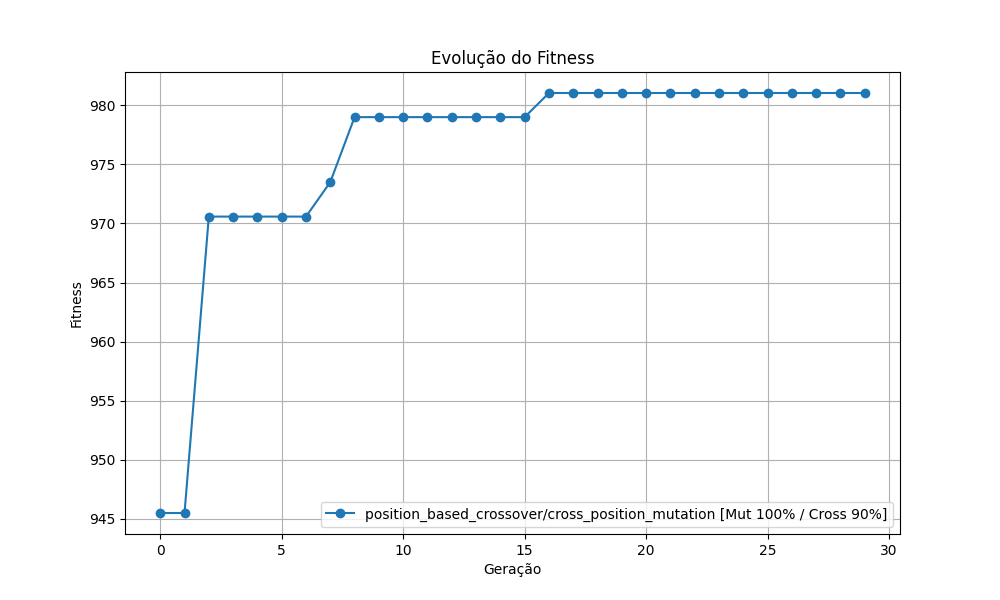 Evolução do Fitness
Fitness
980
975
970
965
960
955
950
945
position_based_crossover/cross_position_mutation [Mut 100% / Cross 90%]
0 5 10 15 20 25 30
Geração